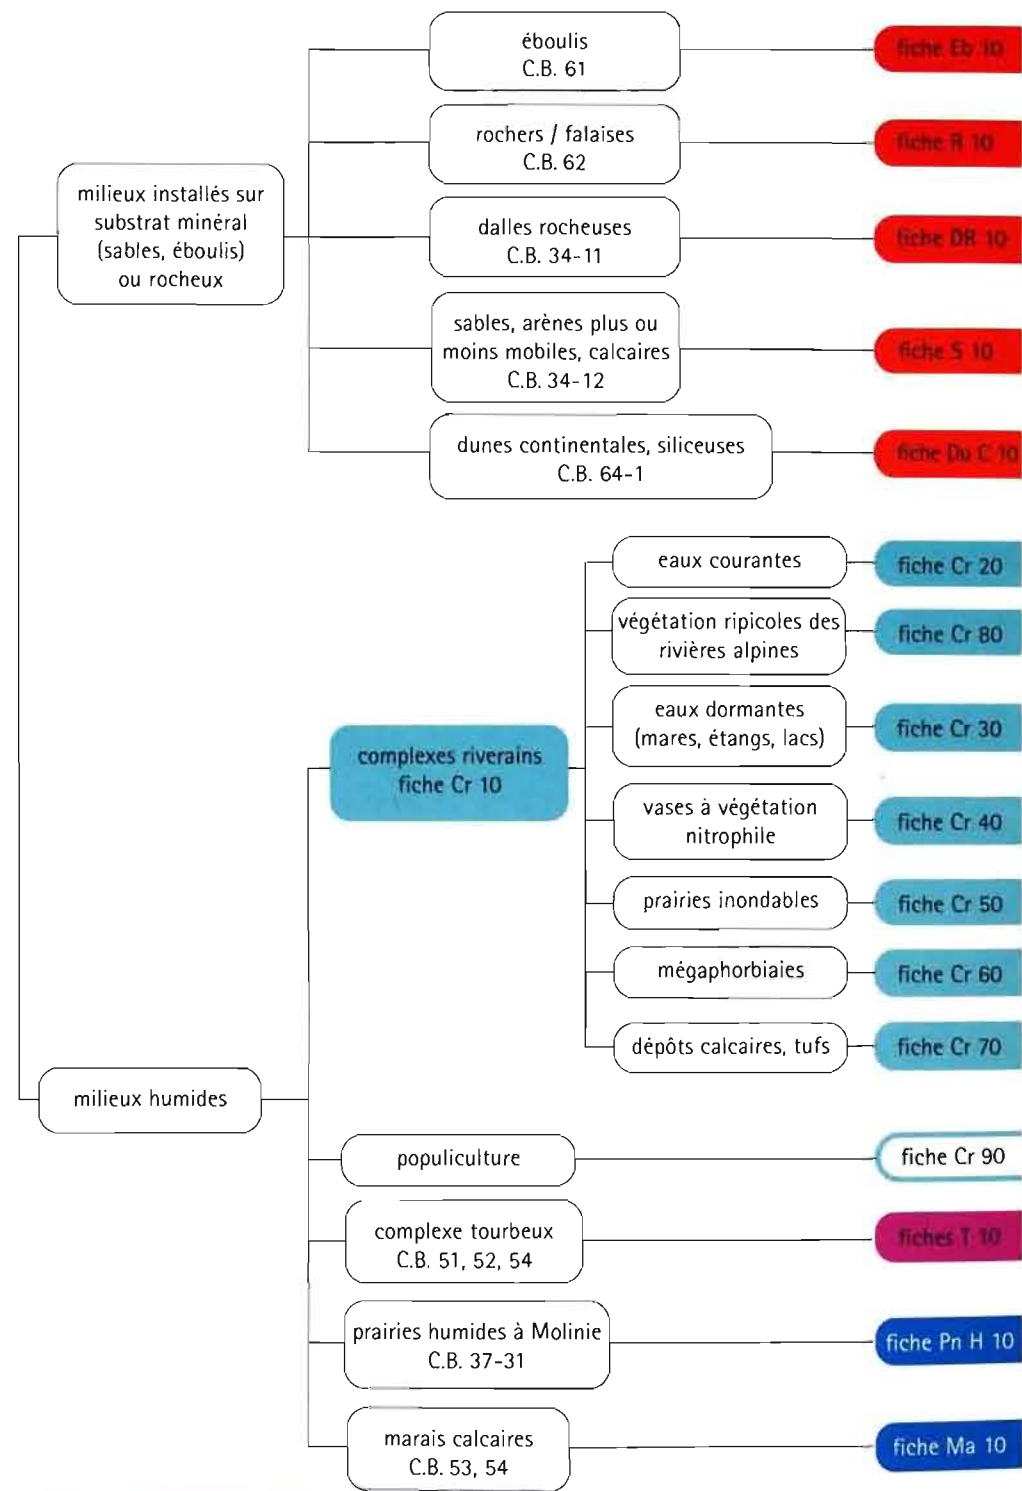 milieux installés sur
substrat minéral
(sables, éboulis)
ou rocheux
éboulis
C.B. 61
fiche Eb 10
rochers / falaises
C.B. 62
fiche R 10
dalles rocheuses
C.B. 34-11
fiche DR 10
sables, arènes plus ou
moins mobiles, calcaires
C.B. 34-12
fiche S 10
dunes continentales, siliceuses
C.B. 64-1
fiche Du C 10
milieux humides
complexes riverains
fiche Cr 10
eaux courantes
fiche Cr 20
végétation ripicoles des
rivières alpines
fiche Cr 80
eaux dormantes
(mares, étangs, lacs)
fiche Cr 30
vases à végétation
nitrophile
fiche Cr 40
prairies inondables
fiche Cr 50
mégaphorbiaies
fiche Cr 60
dépôts calcaires, tufs
fiche Cr 70
populiculture
fiche Cr 90
complexe tourbeux
C.B. 51, 52, 54
fiches T 10
prairies humides à Molinie
C.B. 37-31
fiche Pn H 10
marais calcaires
C.B. 53, 54
fiche Ma 10